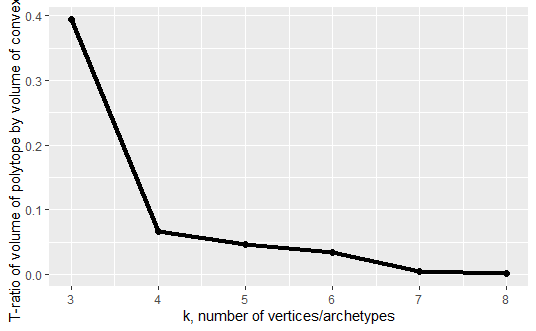 T-ratio of volume of polytope by volume of convex
0.4
0.3
0.2
0.1
0.0
3 4 5 6 7 8
k, number of vertices/archetypes